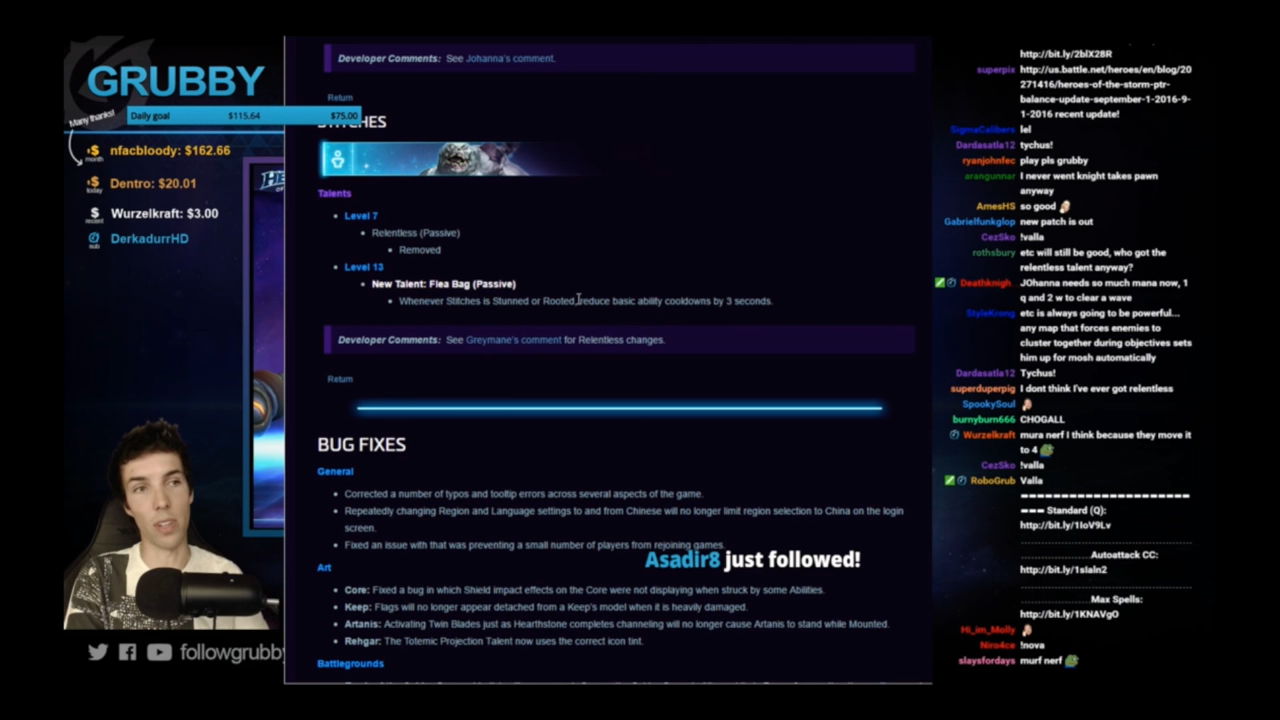 GRUBBY
Many thanks!
Daily goal $115.64 $75.00
month nfacbloody: $162.66
today Dentro: $20.01
recent Wurzelkraft: $3.00
sub DerkadurrHD
followgrubby
Developer Comments: See Johanna's comment.
Return
STITCHES
Talents
Level 7
Relentless (Passive)
Removed
Level 13
New Talent: Flea Bag (Passive)
Whenever Stitches is Stunned or Rooted, reduce basic ability cooldowns by 3 seconds.
Developer Comments: See Greymane's comment for Relentless changes.
Return
BUG FIXES
General
Corrected a number of typos and tooltip errors across several aspects of the game.
Repeatedly changing Region and Language settings to and from Chinese will no longer limit region selection to China on the login
screen.
Fixed an issue with that was preventing a small number of players from rejoining games.
Asadir8 just followed!
Art
Core: Fixed a bug in which Shield impact effects on the Core were not displaying when struck by some Abilities.
Keep: Flags will no longer appear detached from a Keep's model when it is heavily damaged.
Artanis: Activating Twin Blades just as Hearthstone completes channeling will no longer cause Artanis to stand while Mounted.
Rehgar: The Totemic Projection Talent now uses the correct icon tint.
Battlegrounds
http://bit.ly/2blX28R
superpix http://us.battle.net/heroes/en/blog/20
271416/heroes-of-the-storm-ptr-
balance-update-september-1-2016-9-
1-2016 recent update!
SigmaCalibers lel
Dardasatla12 tychus!
ryanjohnfec play pls grubby
arangunnar I never went knight takes pawn
anyway
AmesHS so good
Gabrielfunkglop new patch is out
CezSko !valla
rothsbury etc will still be good, who got the
relentless talent anyway?
Deathknigh JOhanna needs so much mana now, 1
q and 2 w to clear a wave
StyleKrong etc is always going to be powerful...
any map that forces enemies to
cluster together during objectives sets
him up for mosh automatically
Dardasatla12 Tychus!
superduperpig I dont think I've ever got relentless
SpookySoul
burnyburn666 CHOGALL
Wurzelkraft mura nerf I think because they move it
to 4
CezSko !valla
RoboGrub Valla
Standard (Q):
http://bit.ly/1IoV9Lv
Autoattack CC:
http://bit.ly/1sIaln2
Max Spells:
http://bit.ly/1KNAVgO
Hi_im_Molly
Niro4ce !nova
slaysfordays murf nerf